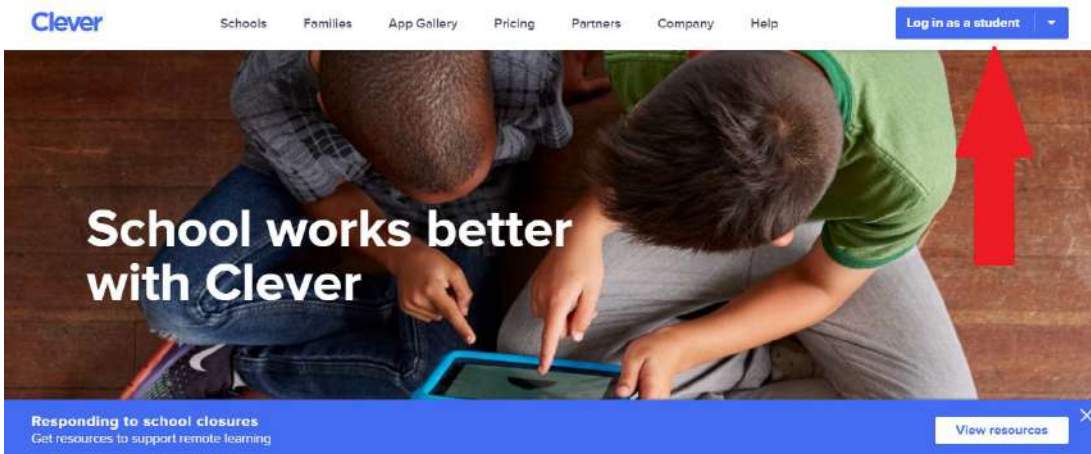 Clever
Schools Families App Gallery Pricing Partners Company Help
Log in as a student
School works better
with Clever
Responding to school closures
Get resources to support remote learning
View resources